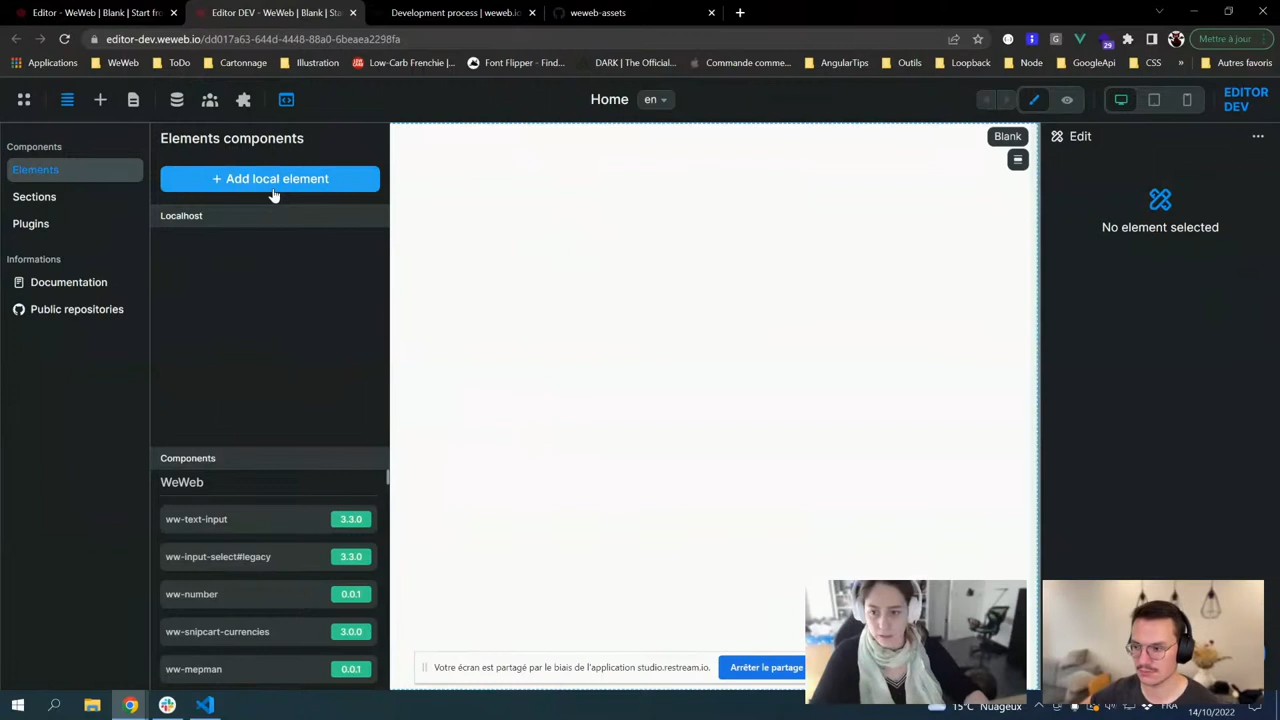 Editor - WeWeb | Blank | Start fro
Editor DEV - WeWeb | Blank | Star
Development process | weweb.io
weweb-assets
editor-dev.weweb.io/dd017a63-644d-4448-88a0-6beaea2298fa
29
Mettre à jour
Applications
WeWeb
ToDo
Cartonnage
Illustration
Low-Carb Frenchie |...
Font Flipper - Find...
DARK | The Official...
Commande comme...
AngularTips
Outils
Loopback
Node
GoogleApi
CSS
»
Autres favoris
Home
en
EDITOR
DEV
Components
Elements
Sections
Plugins
Informations
Documentation
Public repositories
Elements components
+ Add local element
Localhost
Components
WeWeb
ww-text-input 3.3.0
ww-input-select#legacy 3.3.0
ww-number 0.0.1
ww-snipcart-currencies 3.0.0
ww-mepman 0.0.1
Blank
Edit
No element selected
Votre écran est partagé par le biais de l'application studio.restream.io.
Arrêter le partage
15°C Nuageux
FRA
14/10/2022